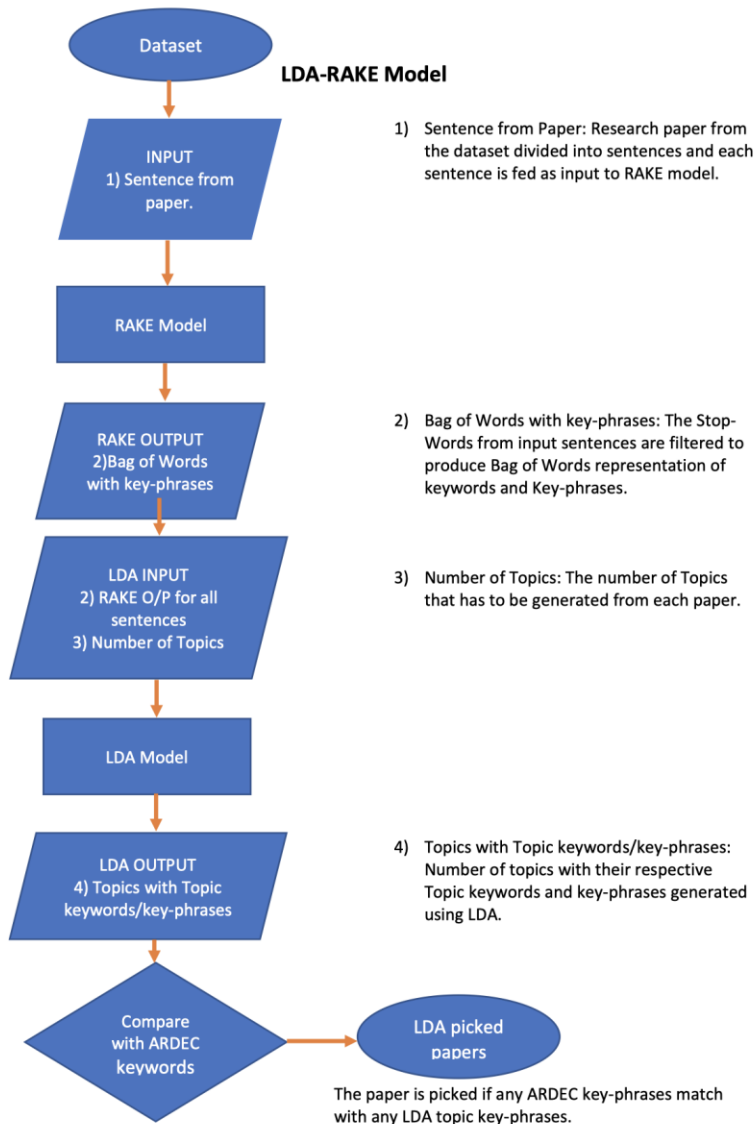 Dataset
LDA-RAKE Model
INPUT
1) Sentence from
paper.
1) Sentence from Paper: Research paper from
the dataset divided into sentences and each
sentence is fed as input to RAKE model.
RAKE Model
RAKE OUTPUT
2)Bag of Words
with key-phrases
2) Bag of Words with key-phrases: The Stop-
Words from input sentences are filtered to
produce Bag of Words representation of
keywords and Key-phrases.
LDA INPUT
2) RAKE O/P for all
sentences
3) Number of Topics
3) Number of Topics: The number of Topics
that has to be generated from each paper.
LDA Model
LDA OUTPUT
4) Topics with Topic
keywords/key-phrases
4) Topics with Topic keywords/key-phrases:
Number of topics with their respective
Topic keywords and key-phrases generated
using LDA.
Compare
with ARDEC
keywords
LDA picked
papers
The paper is picked if any ARDEC key-phrases match
with any LDA topic key-phrases.